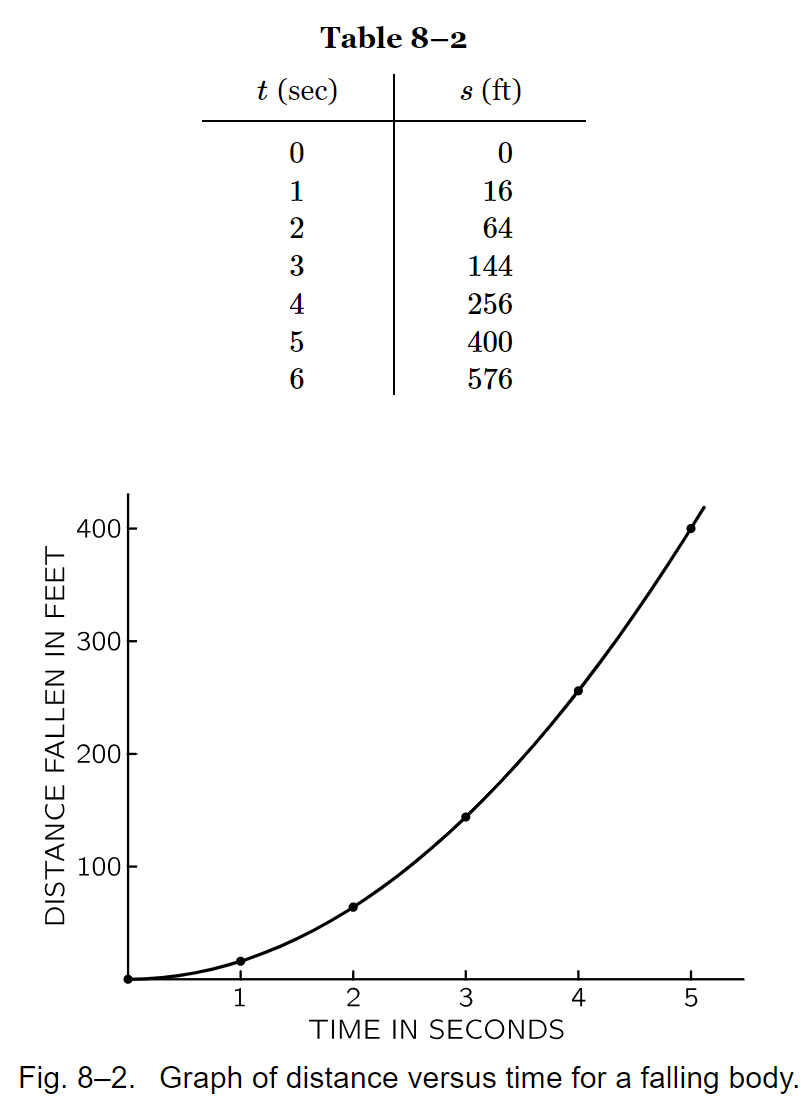 Table 8–2
t (sec) s (ft)
0 0
1 16
2 64
3 144
4 256
5 400
6 576
400
300
200
100
DISTANCE FALLEN IN FEET
1 2 3 4 5
TIME IN SECONDS
Fig. 8–2. Graph of distance versus time for a falling body.